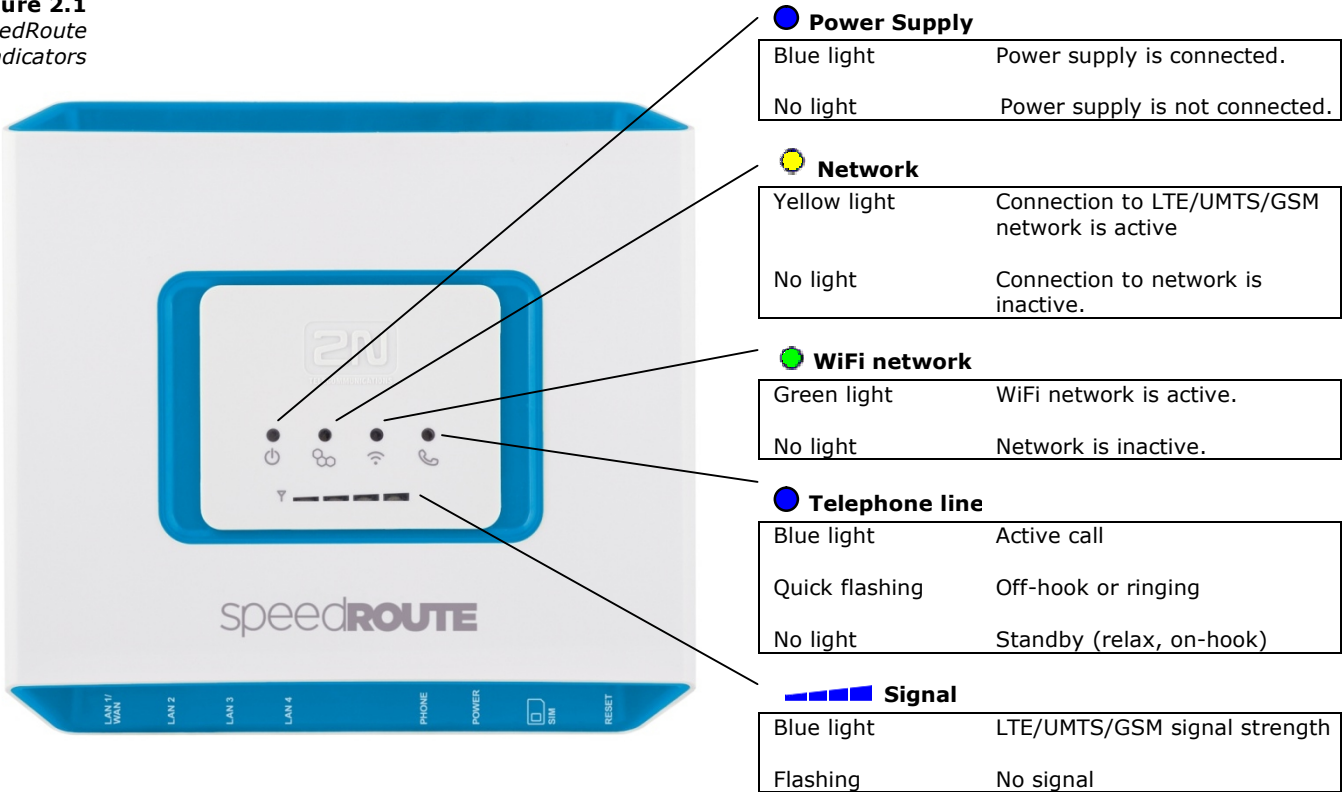 ure 2.1
edRoute
ndicators
Power Supply
Blue light Power supply is connected.
No light Power supply is not connected.
Network
Yellow light Connection to LTE/UMTS/GSM
network is active
No light Connection to network is
inactive.
WiFi network
Green light WiFi network is active.
No light Network is inactive.
Telephone line
Blue light Active call
Quick flashing Off-hook or ringing
No light Standby (relax, on-hook)
Signal
Blue light LTE/UMTS/GSM signal strength
Flashing No signal
2N
speedROUTE
LAN 1/
WAN
LAN 2
LAN 3
LAN 4
PHONE
POWER
SIM
RESET